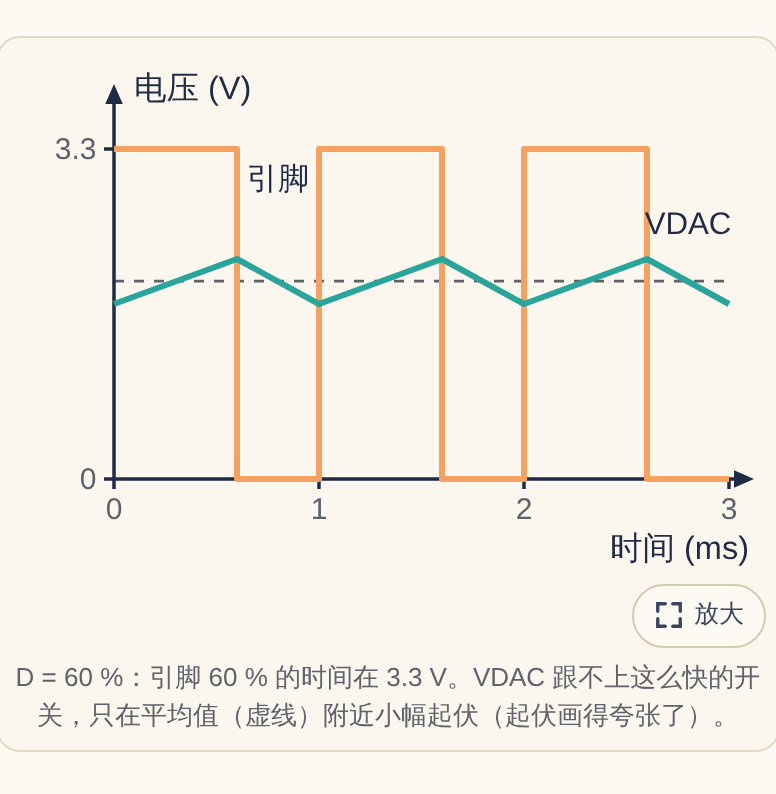 电压 (V)
3.3
引脚
VDAC
0
0 1 2 3
时间 (ms)
放大
D = 60 %：引脚 60 % 的时间在 3.3 V。VDAC 跟不上这么快的开
关，只在平均值（虚线）附近小幅起伏（起伏画得夸张了）。